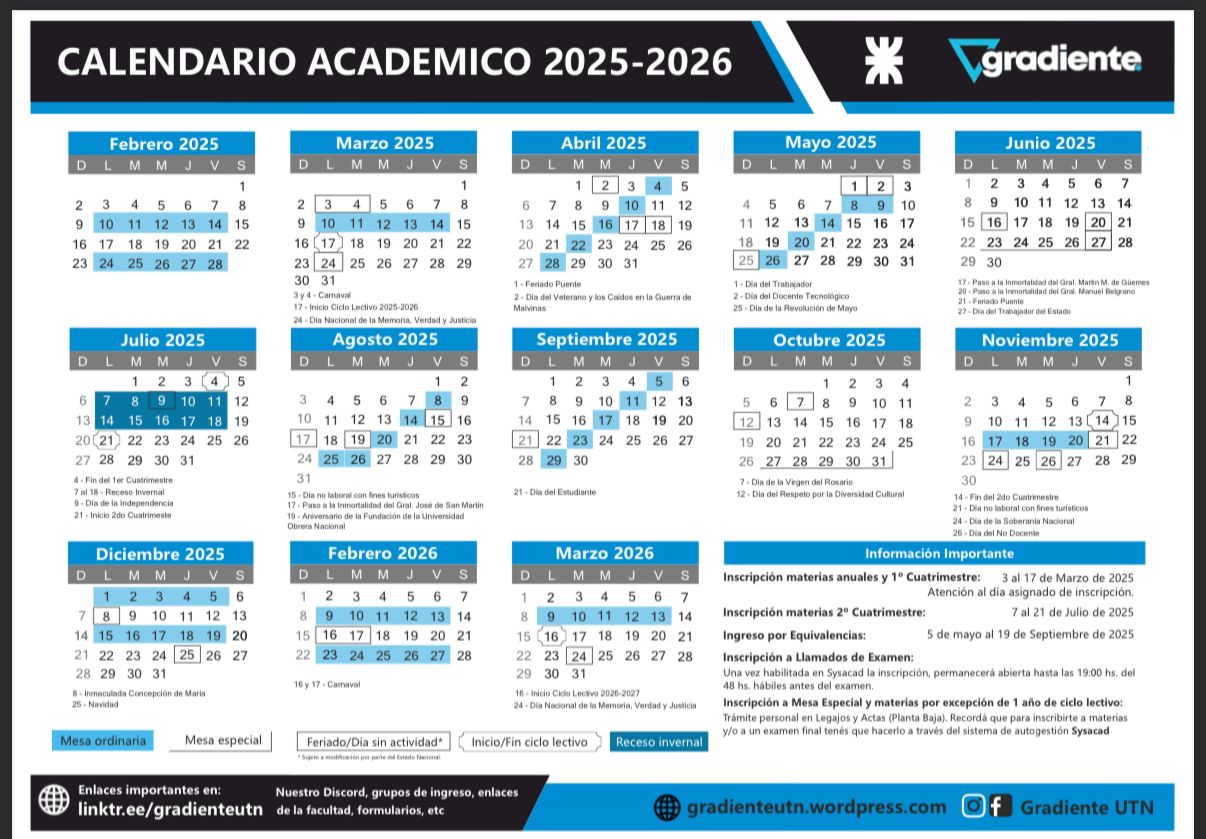 CALENDARIO ACADEMICO 2025-2026
gradiente
Febrero 2025
D L M M J V S
1
2 3 4 5 6 7 8
9 10 11 12 13 14 15
16 17 18 19 20 21 22
23 24 25 26 27 28
Marzo 2025
D L M M J V S
1
2 3 4 5 6 7 8
9 10 11 12 13 14 15
16 17 18 19 20 21 22
23 24 25 26 27 28 29
30 31
3 y 4 - Carnaval
17 - Inicio Ciclo Lectivo 2025-2026
24 - Día Nacional de la Memoria, Verdad y Justicia
Abril 2025
D L M M J V S
1 2 3 4 5
6 7 8 9 10 11 12
13 14 15 16 17 18 19
20 21 22 23 24 25 26
27 28 29 30 31
1 - Feriado Puente
2 - Día del Veterano y los Caídos en la Guerra de
Malvinas
Mayo 2025
D L M M J V S
1 2 3
4 5 6 7 8 9 10
11 12 13 14 15 16 17
18 19 20 21 22 23 24
25 26 27 28 29 30 31
1 - Día del Trabajador
2 - Día del Docente Tecnológico
25 - Día de la Revolución de Mayo
Junio 2025
D L M M J V S
1 2 3 4 5 6 7
8 9 10 11 12 13 14
15 16 17 18 19 20 21
22 23 24 25 26 27 28
29 30
17 - Paso a la Inmortalidad del Gral. Martín M. de Güemes
20 - Paso a la Inmortalidad del Gral. Manuel Belgrano
21 - Feriado Puente
27 - Día del Trabajador del Estado
Julio 2025
D L M M J V S
1 2 3 4 5
6 7 8 9 10 11 12
13 14 15 16 17 18 19
20 21 22 23 24 25 26
27 28 29 30 31
4 - Fin del 1er Cuatrimestre
7 al 18 - Receso Invernal
9 - Día de la Independencia
21 - Inicio 2do Cuatrimeste
Agosto 2025
D L M M J V S
1 2
3 4 5 6 7 8 9
10 11 12 13 14 15 16
17 18 19 20 21 22 23
24 25 26 27 28 29 30
31
15 - Día no laboral con fines turísticos
17 - Paso a la Inmortalidad del Gral. José de San Martín
19 - Aniversario de la Fundación de la Universidad
Obrera Nacional
Septiembre 2025
D L M M J V S
1 2 3 4 5 6
7 8 9 10 11 12 13
14 15 16 17 18 19 20
21 22 23 24 25 26 27
28 29 30
21 - Día del Estudiante
Octubre 2025
D L M M J V S
1 2 3 4
5 6 7 8 9 10 11
12 13 14 15 16 17 18
19 20 21 22 23 24 25
26 27 28 29 30 31
7 - Día de la Virgen del Rosario
12 - Día del Respeto por la Diversidad Cultural
Noviembre 2025
D L M M J V S
1
2 3 4 5 6 7 8
9 10 11 12 13 14 15
16 17 18 19 20 21 22
23 24 25 26 27 28 29
30
14 - Fin del 2do Cuatrimestre
21 - Día no laboral con fines turísticos
24 - Día de la Soberanía Nacional
26 - Día del No Docente
Diciembre 2025
D L M M J V S
1 2 3 4 5 6
7 8 9 10 11 12 13
14 15 16 17 18 19 20
21 22 23 24 25 26 27
28 29 30 31
8 - Inmaculada Concepción de María
25 - Navidad
Febrero 2026
D L M M J V S
1 2 3 4 5 6 7
8 9 10 11 12 13 14
15 16 17 18 19 20 21
22 23 24 25 26 27 28
16 y 17 - Carnaval
Marzo 2026
D L M M J V S
1 2 3 4 5 6 7
8 9 10 11 12 13 14
15 16 17 18 19 20 21
22 23 24 25 26 27 28
29 30 31
16 - Inicio Ciclo Lectivo 2026-2027
24 - Día Nacional de la Memoria, Verdad y Justicia
Información Importante
Inscripción materias anuales y 1º Cuatrimestre: 3 al 17 de Marzo de 2025
Atención al día asignado de inscripción.
Inscripción materias 2º Cuatrimestre: 7 al 21 de Julio de 2025
Ingreso por Equivalencias: 5 de mayo al 19 de Septiembre de 2025
Inscripción a Llamados de Examen:
Una vez habilitada en Sysacad la inscripción, permanecerá abierta hasta las 19:00 hs. del
48 hs. hábiles antes del examen.
Inscripción a Mesa Especial y materias por excepción de 1 año de ciclo lectivo:
Trámite personal en Legajos y Actas (Planta Baja). Recordá que para inscribirte a materias
y/o a un examen final tenés que hacerlo a través del sistema de autogestión Sysacad
Mesa ordinaria
Mesa especial
Feriado/Día sin actividad*
Inicio/Fin ciclo lectivo
Receso invernal
* Sujeto a modificación por parte del Estado Nacional.
Enlaces importantes en:
linktr.ee/gradienteutn
Nuestro Discord, grupos de ingreso, enlaces
de la facultad, formularios, etc
gradienteutn.wordpress.com
Gradiente UTN